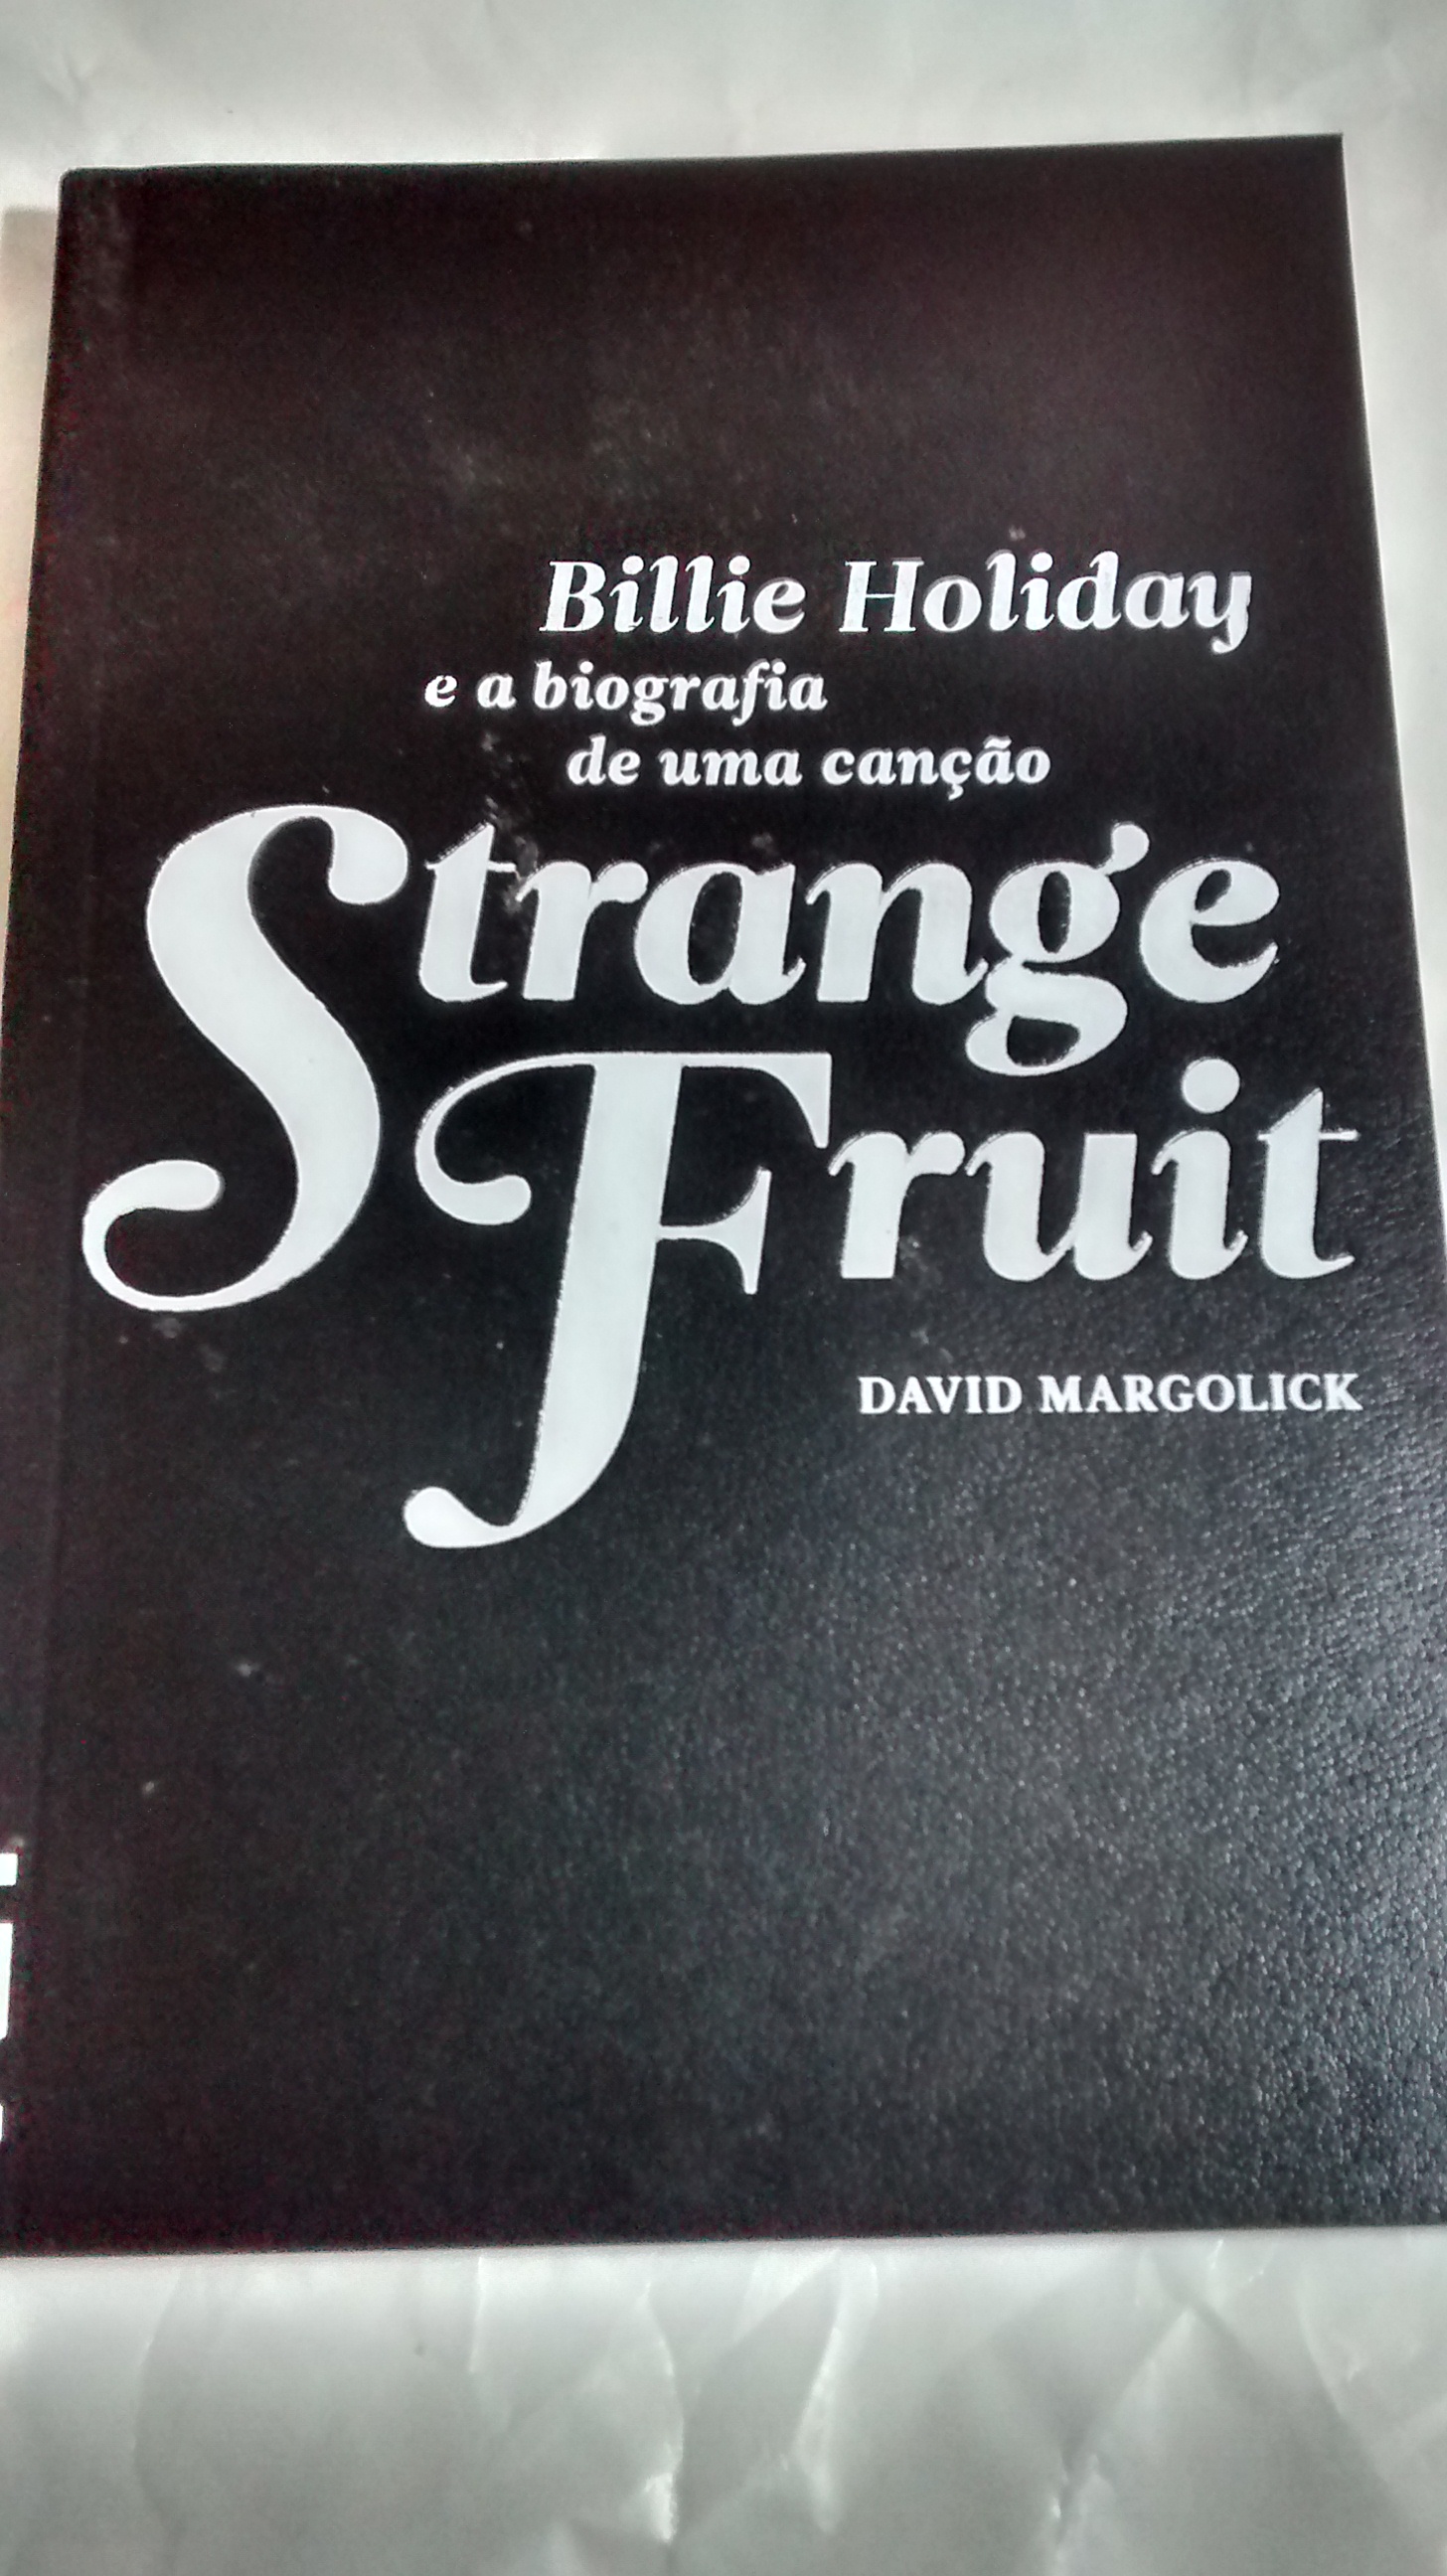 Billie Holiday
e a biografia
de uma canção
Strange
Fruit
DAVID MARGOLICK